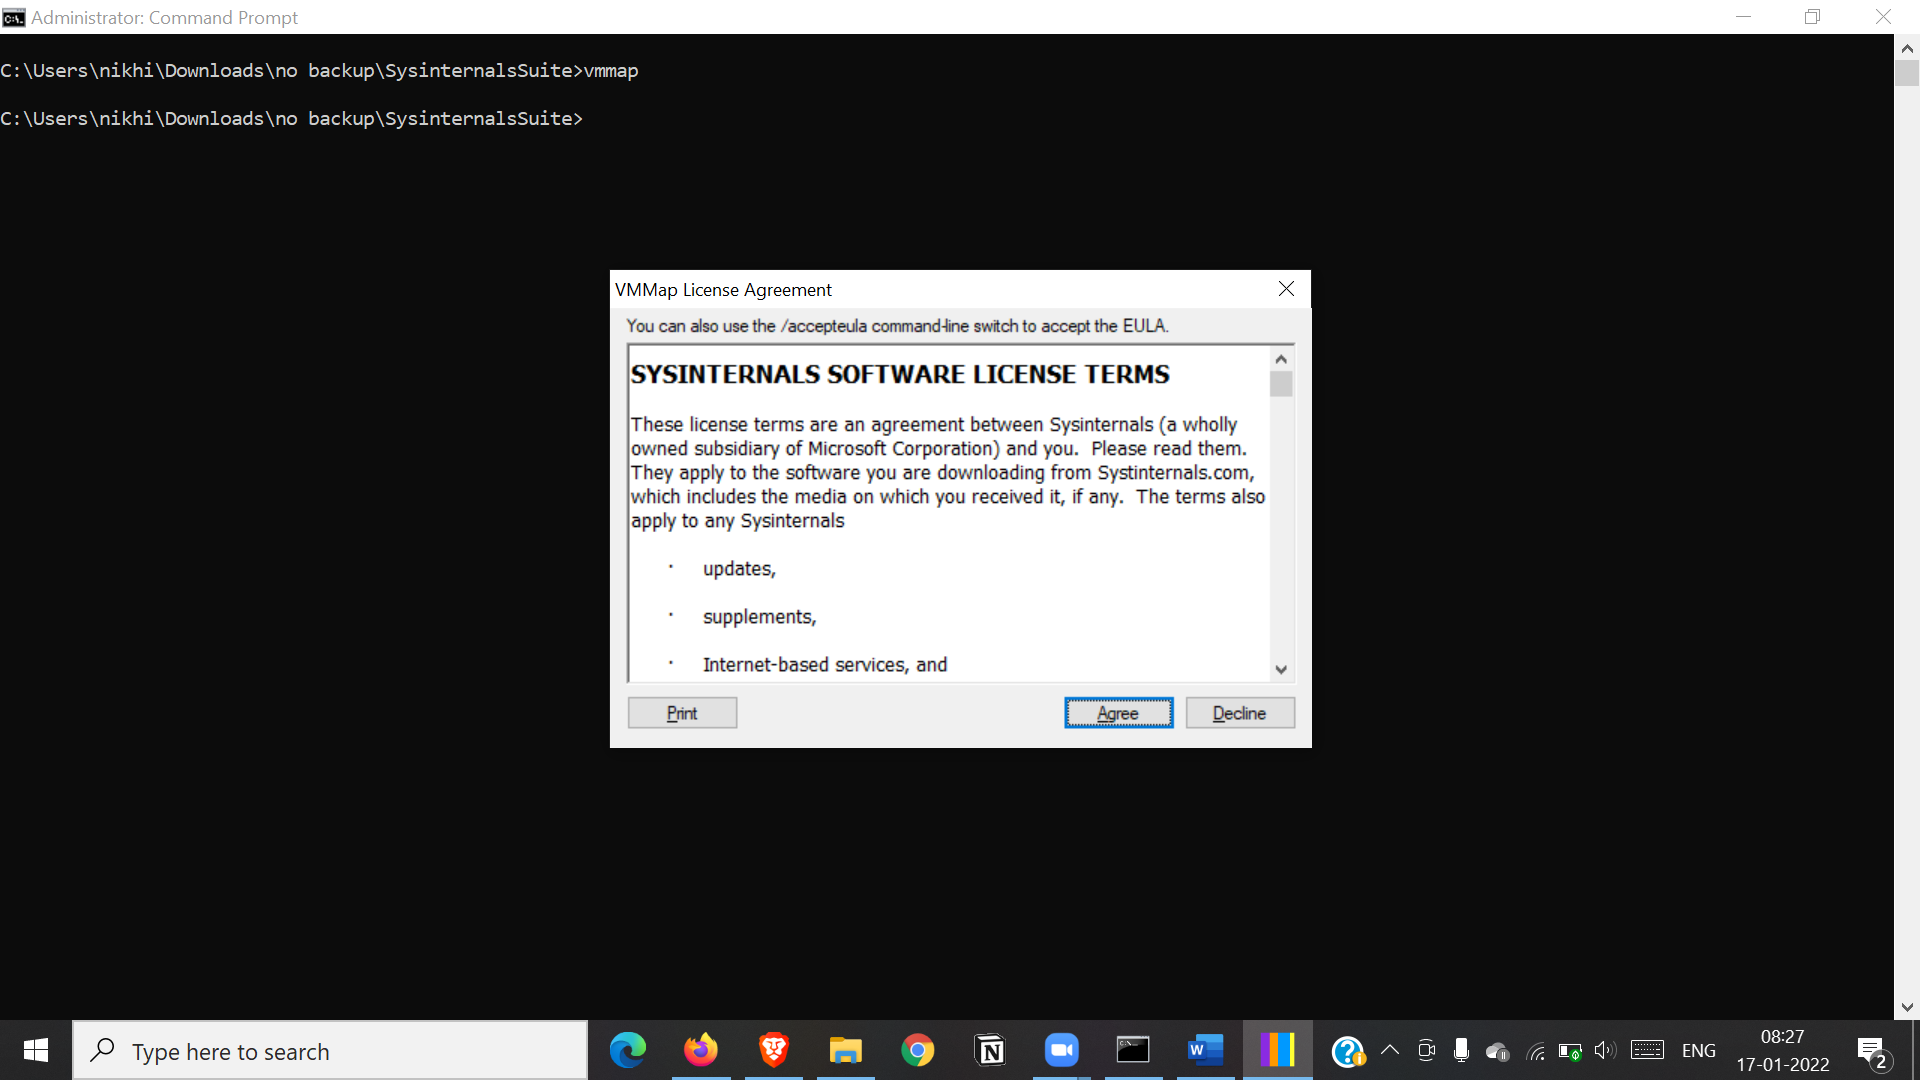 Administrator: Command Prompt
C:\Users\nikhi\Downloads\no backup\SysinternalsSuite>vmmap
C:\Users\nikhi\Downloads\no backup\SysinternalsSuite>
VMMap License Agreement
You can also use the /accepteula command-line switch to accept the EULA.
SYSINTERNALS SOFTWARE LICENSE TERMS
These license terms are an agreement between Sysinternals (a wholly
owned subsidiary of Microsoft Corporation) and you.  Please read them.
They apply to the software you are downloading from Systinternals.com,
which includes the media on which you received it, if any.  The terms also
apply to any Sysinternals
· updates,
· supplements,
· Internet-based services, and
Print
Agree
Decline
Type here to search
ENG
08:27
17-01-2022
2